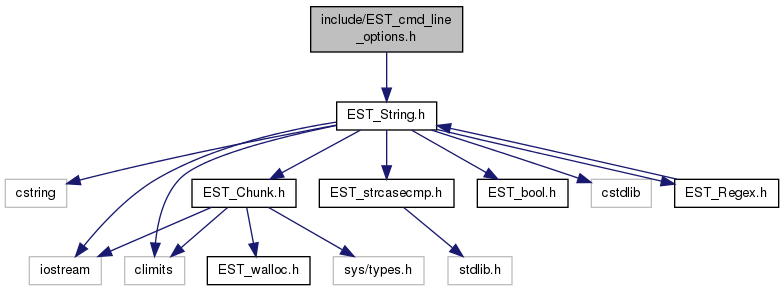 include/EST_cmd_line
_options.h
EST_String.h
cstring
EST_Chunk.h
EST_strcasecmp.h
EST_bool.h
cstdlib
EST_Regex.h
iostream
climits
EST_walloc.h
sys/types.h
stdlib.h